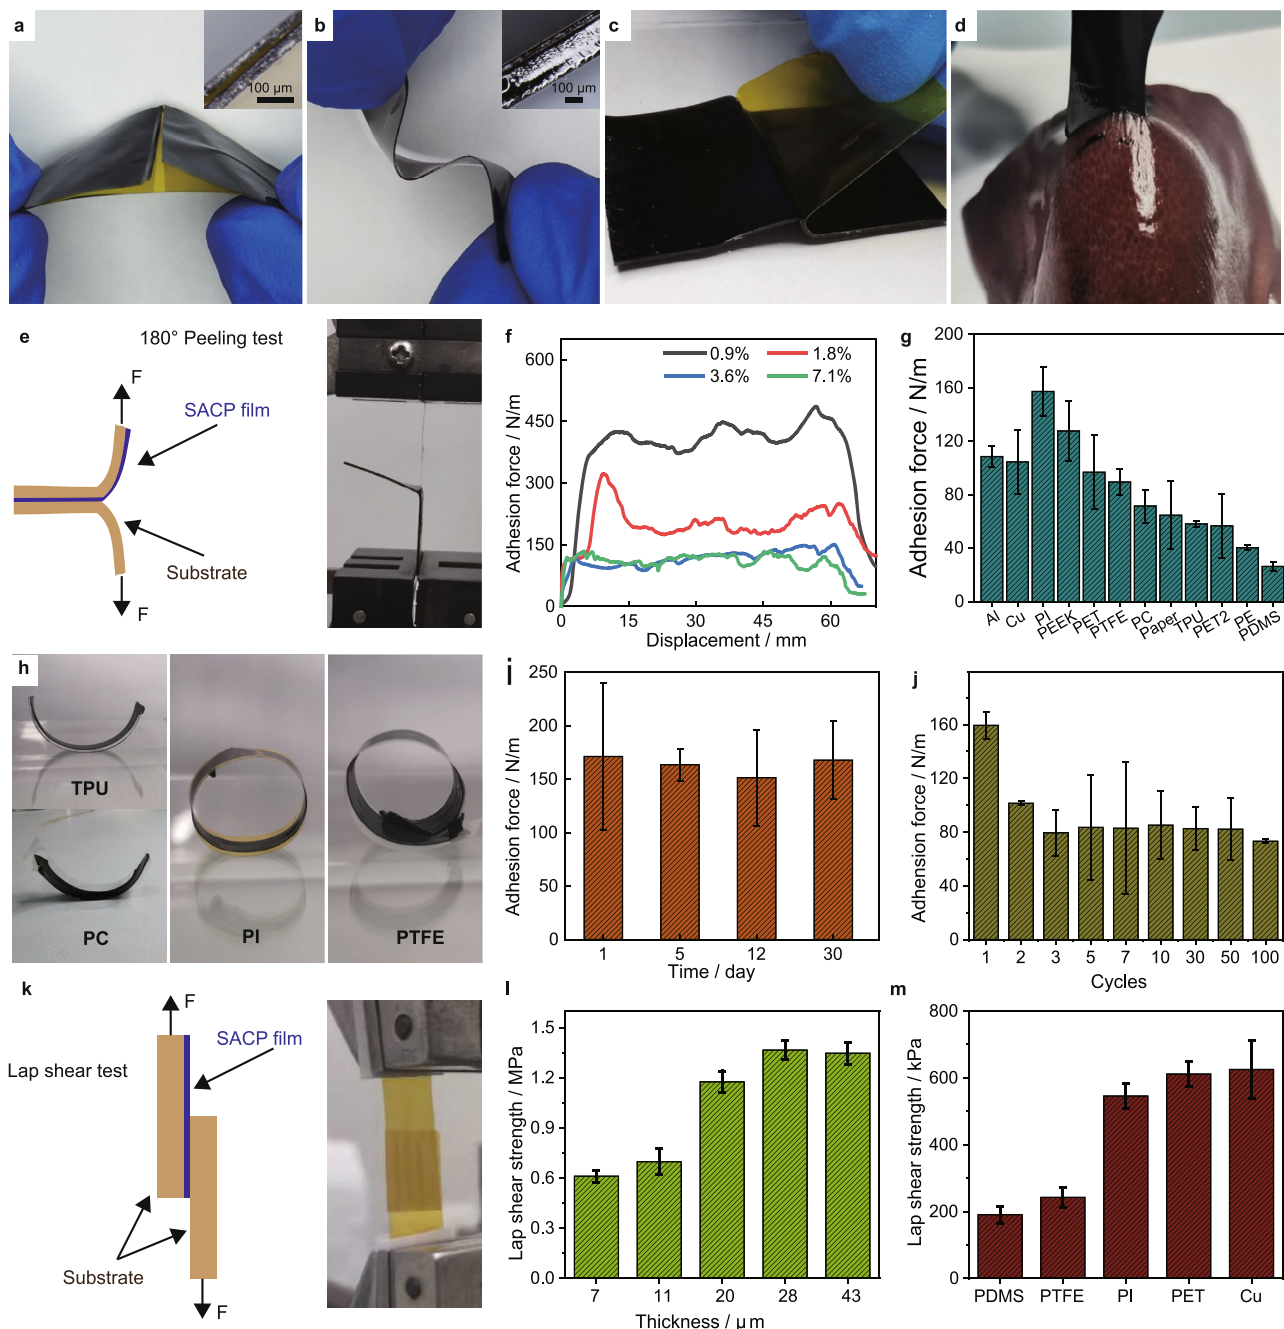 a
100 μm
b
100 μm
c
d
e
180° Peeling test
F
SACP film
Substrate
F
f
Adhesion force / N/m
600
450
300
150
0
0.9%
1.8%
3.6%
7.1%
0
15
30
45
60
Displacement / mm
g
Adhesion force / N/m
200
160
120
80
40
0
Al
Cu
PI
PEEK
PET
PTFE
PC
Paper
TPU
PET2
PE
PDMS
h
TPU
PC
PI
PTFE
i
Adhesion force / N/m
250
200
150
100
50
0
1
5
12
30
Time / day
j
Adhension force / N/m
160
120
80
40
0
1
2
3
5
7
10
30
50
100
Cycles
k
F
Lap shear test
SACP film
Substrate
F
l
Lap shear strength / MPa
1.5
1.2
0.9
0.6
0.3
0.0
7
11
20
28
43
Thickness / μm
m
Lap shear strength / kPa
800
600
400
200
0
PDMS
PTFE
PI
PET
Cu